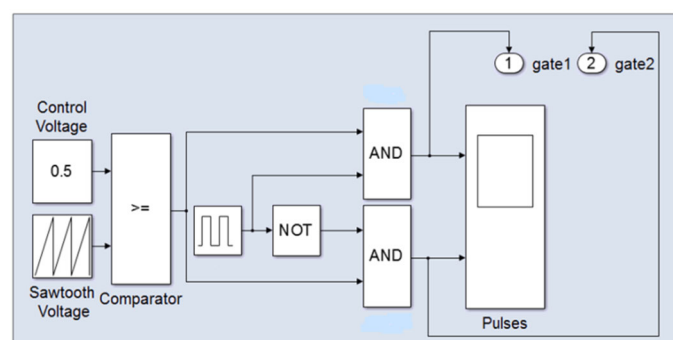 1
gate1
2
gate2
Control
Voltage
0.5
>=
AND
NOT
AND
Sawtooth
Voltage
Comparator
Pulses